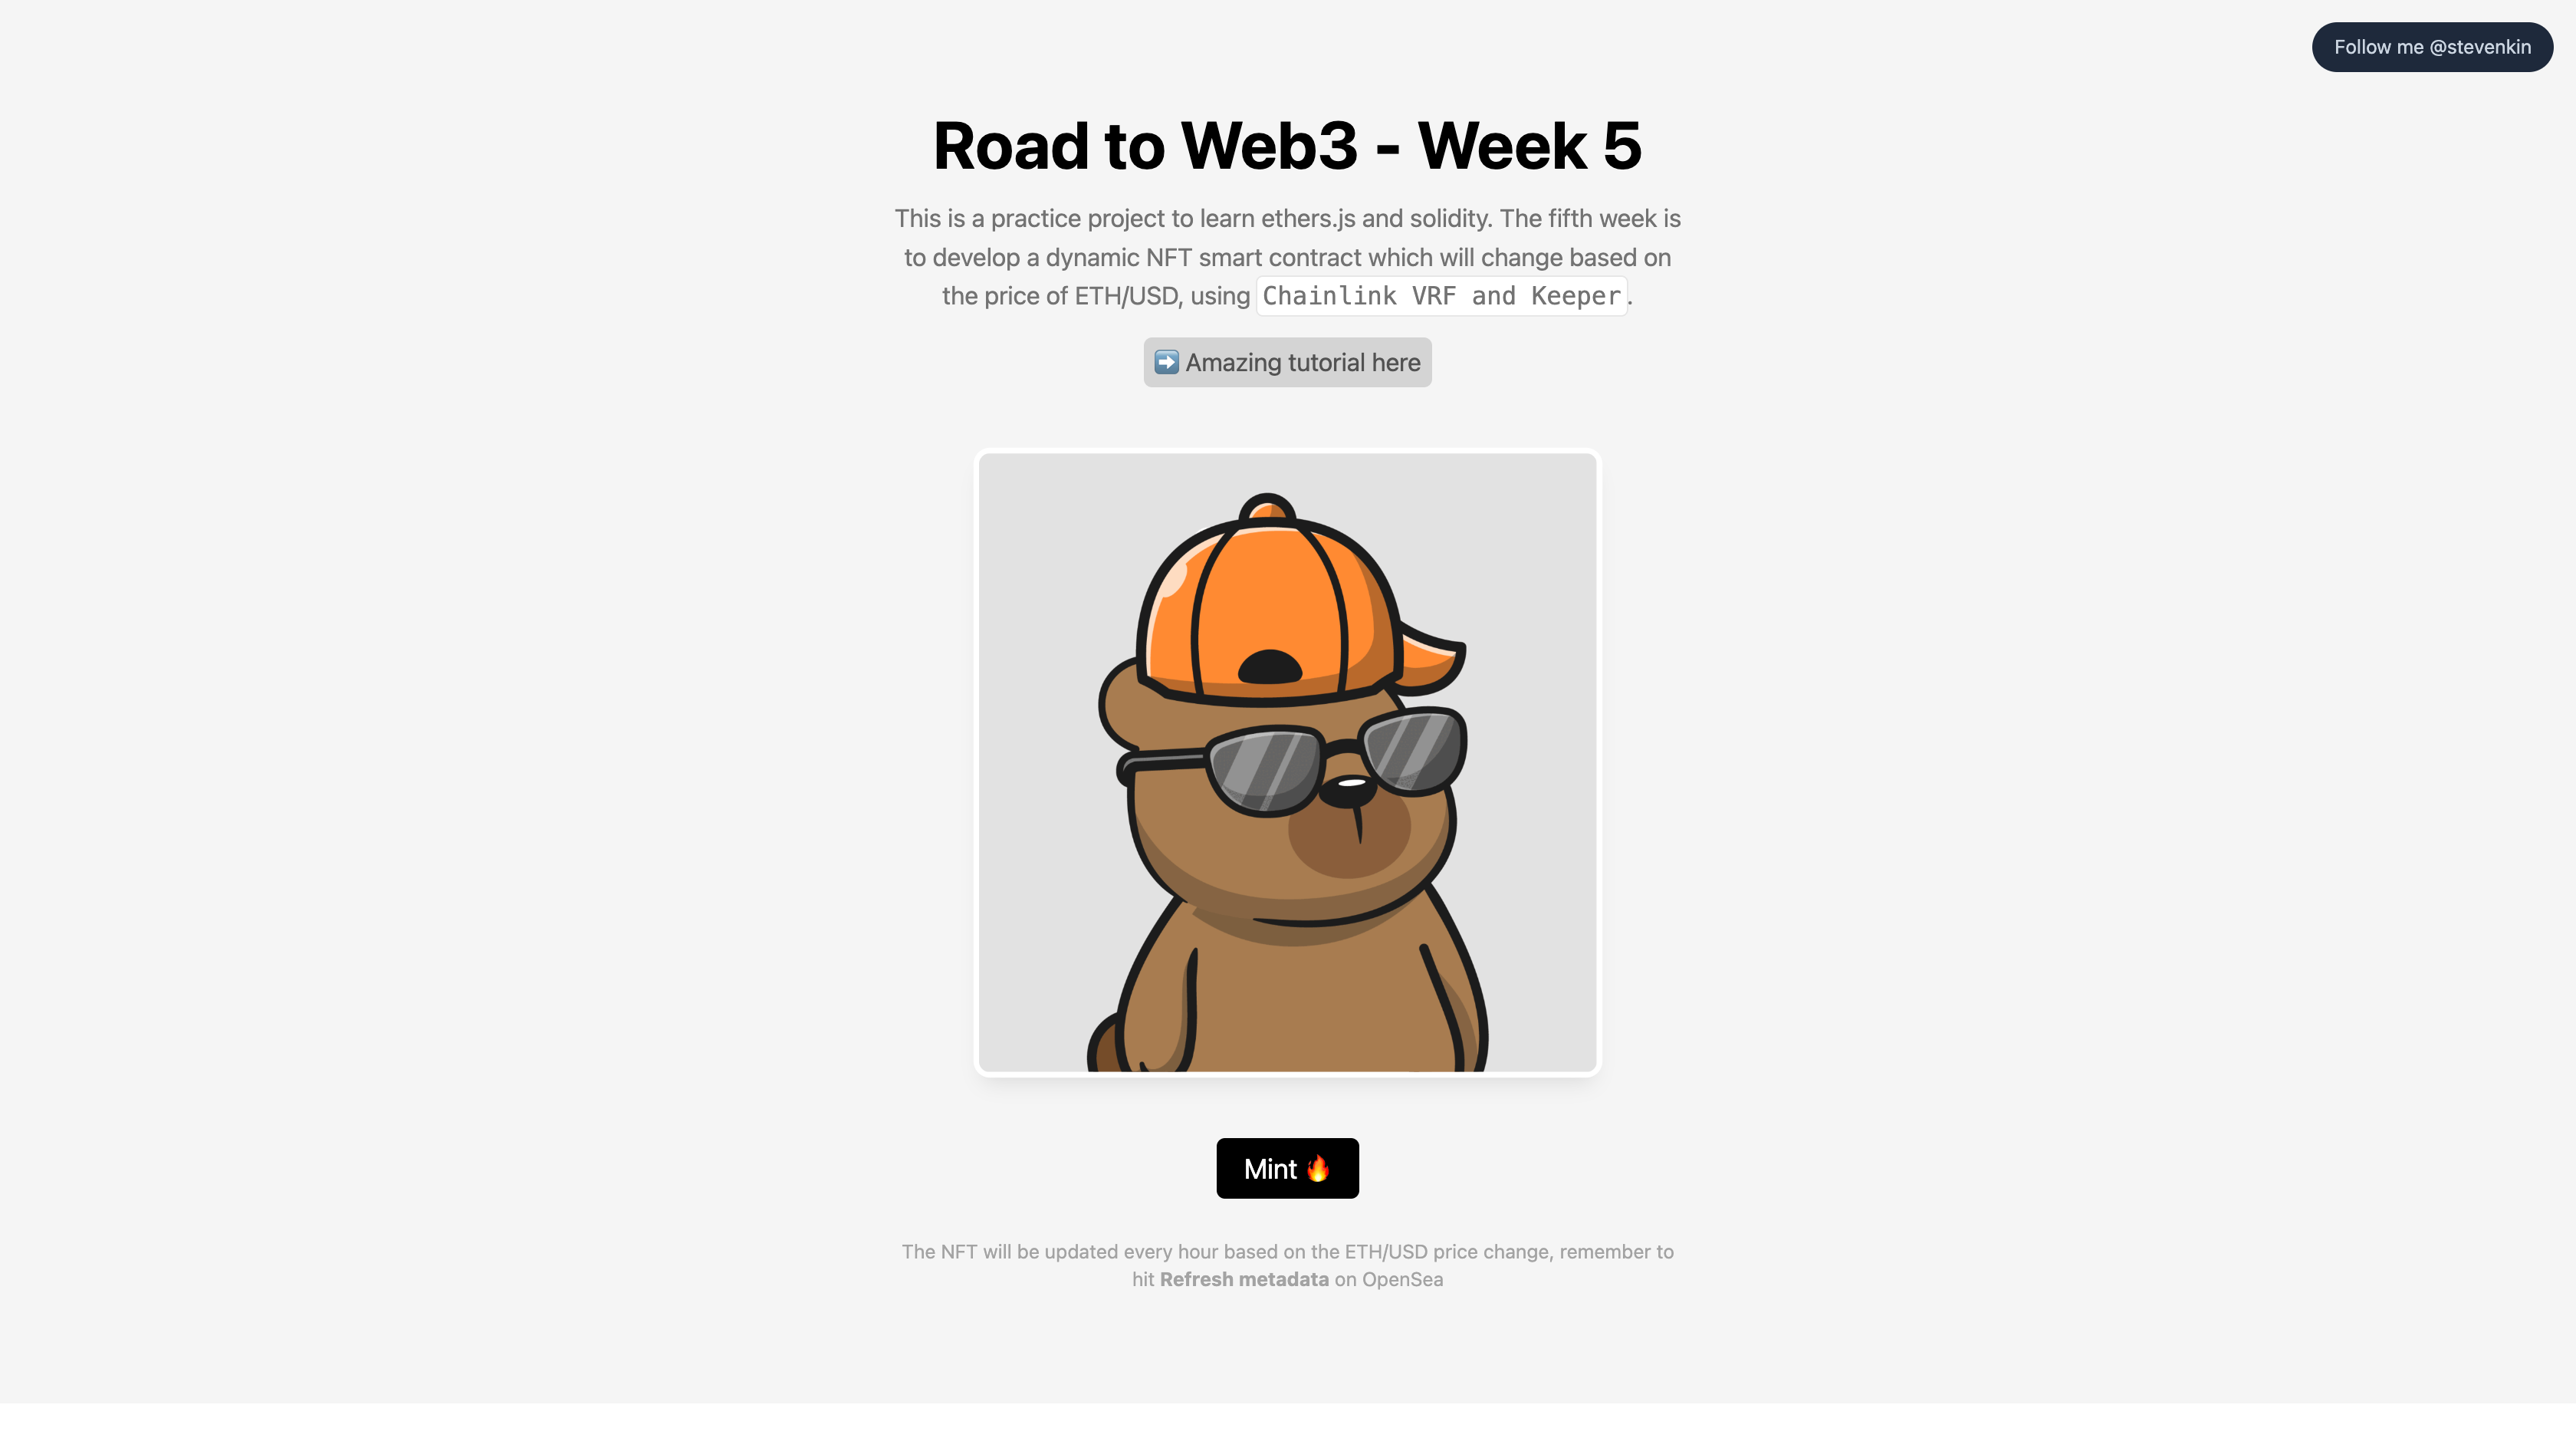 Follow me @stevenkin
Road to Web3 - Week 5
This is a practice project to learn ethers.js and solidity. The fifth week is
to develop a dynamic NFT smart contract which will change based on
the price of ETH/USD, using Chainlink VRF and Keeper.
➡️ Amazing tutorial here
Mint 🔥
The NFT will be updated every hour based on the ETH/USD price change, remember to
hit Refresh metadata on OpenSea